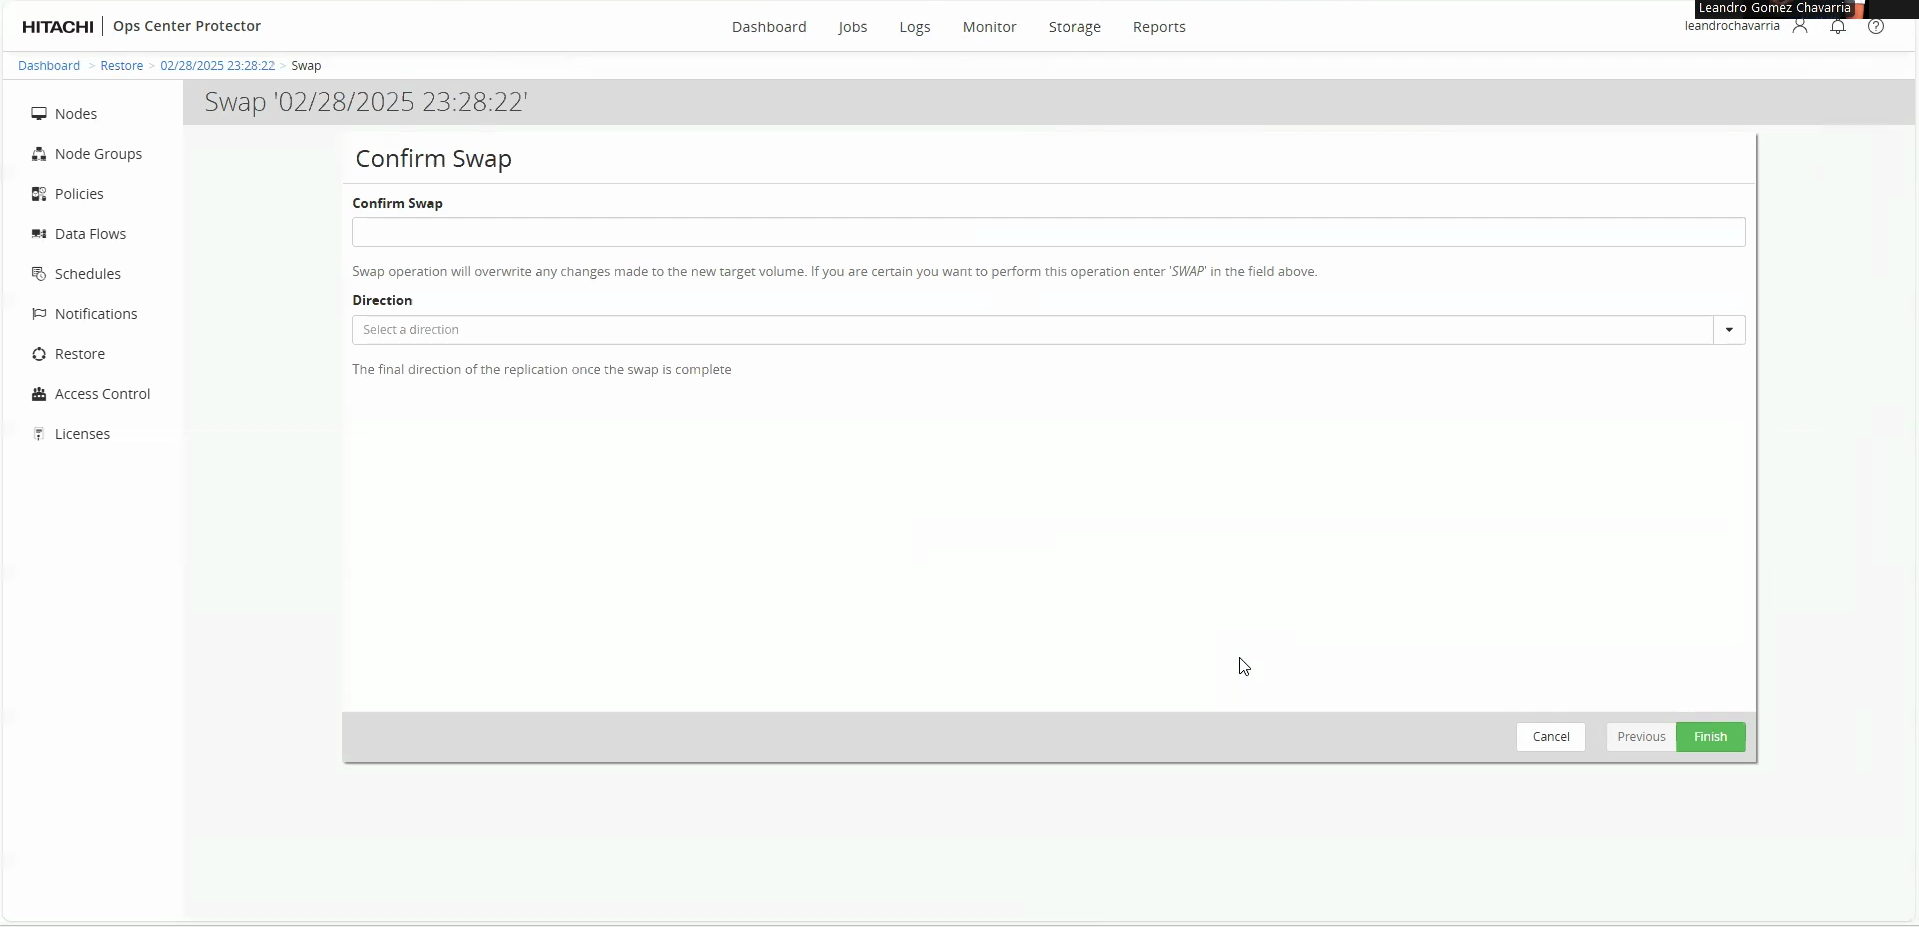 Leandro Gomez Chavarria
HITACHI | Ops Center Protector
Dashboard Jobs Logs Monitor Storage Reports
leandrochavarria
Dashboard > Restore > 02/28/2025 23:28:22 > Swap
Nodes
Node Groups
Policies
Data Flows
Schedules
Notifications
Restore
Access Control
Licenses
Swap '02/28/2025 23:28:22'
Confirm Swap
Confirm Swap
Swap operation will overwrite any changes made to the new target volume. If you are certain you want to perform this operation enter 'SWAP' in the field above.
Direction
Select a direction
The final direction of the replication once the swap is complete
Cancel Previous Finish